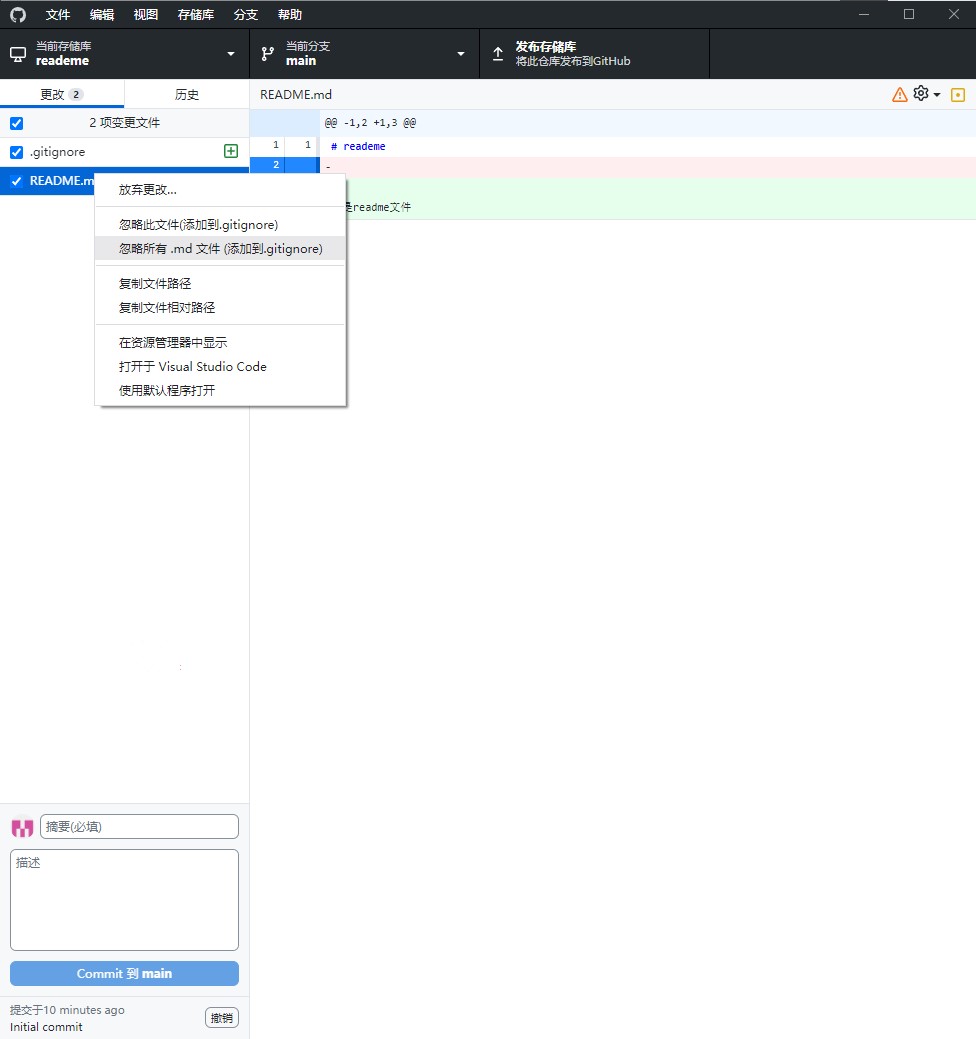 文件 编辑 视图 存储库 分支 帮助
当前存储库
reademe
当前分支
main
发布存储库
将此仓库发布到GitHub
更改 2
历史
README.md
2 项变更文件
.gitignore
README.m
@@ -1,2 +1,3 @@
1 1 # reademe
2 -
是readme文件
放弃更改...
忽略此文件(添加到.gitignore)
忽略所有 .md 文件 (添加到.gitignore)
复制文件路径
复制文件相对路径
在资源管理器中显示
打开于 Visual Studio Code
使用默认程序打开
摘要(必填)
描述
Commit 到 main
提交于10 minutes ago
Initial commit
撤销